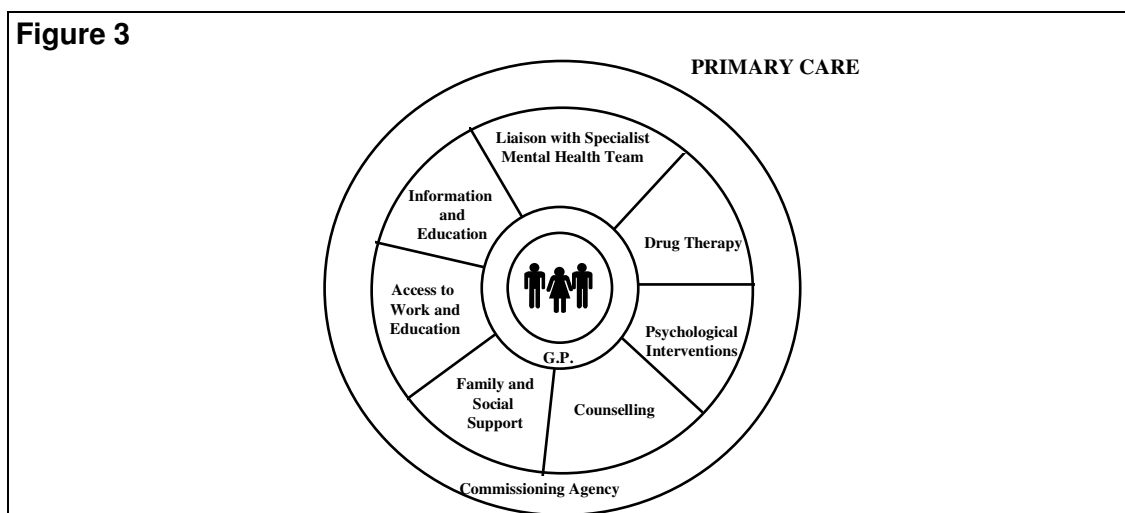 Figure 3
PRIMARY CARE
Liaison with Specialist
Mental Health Team
Information
and
Education
Drug Therapy
Access to
Work and
Education
Psychological
Interventions
G.P.
Family and
Social
Support
Counselling
Commissioning Agency